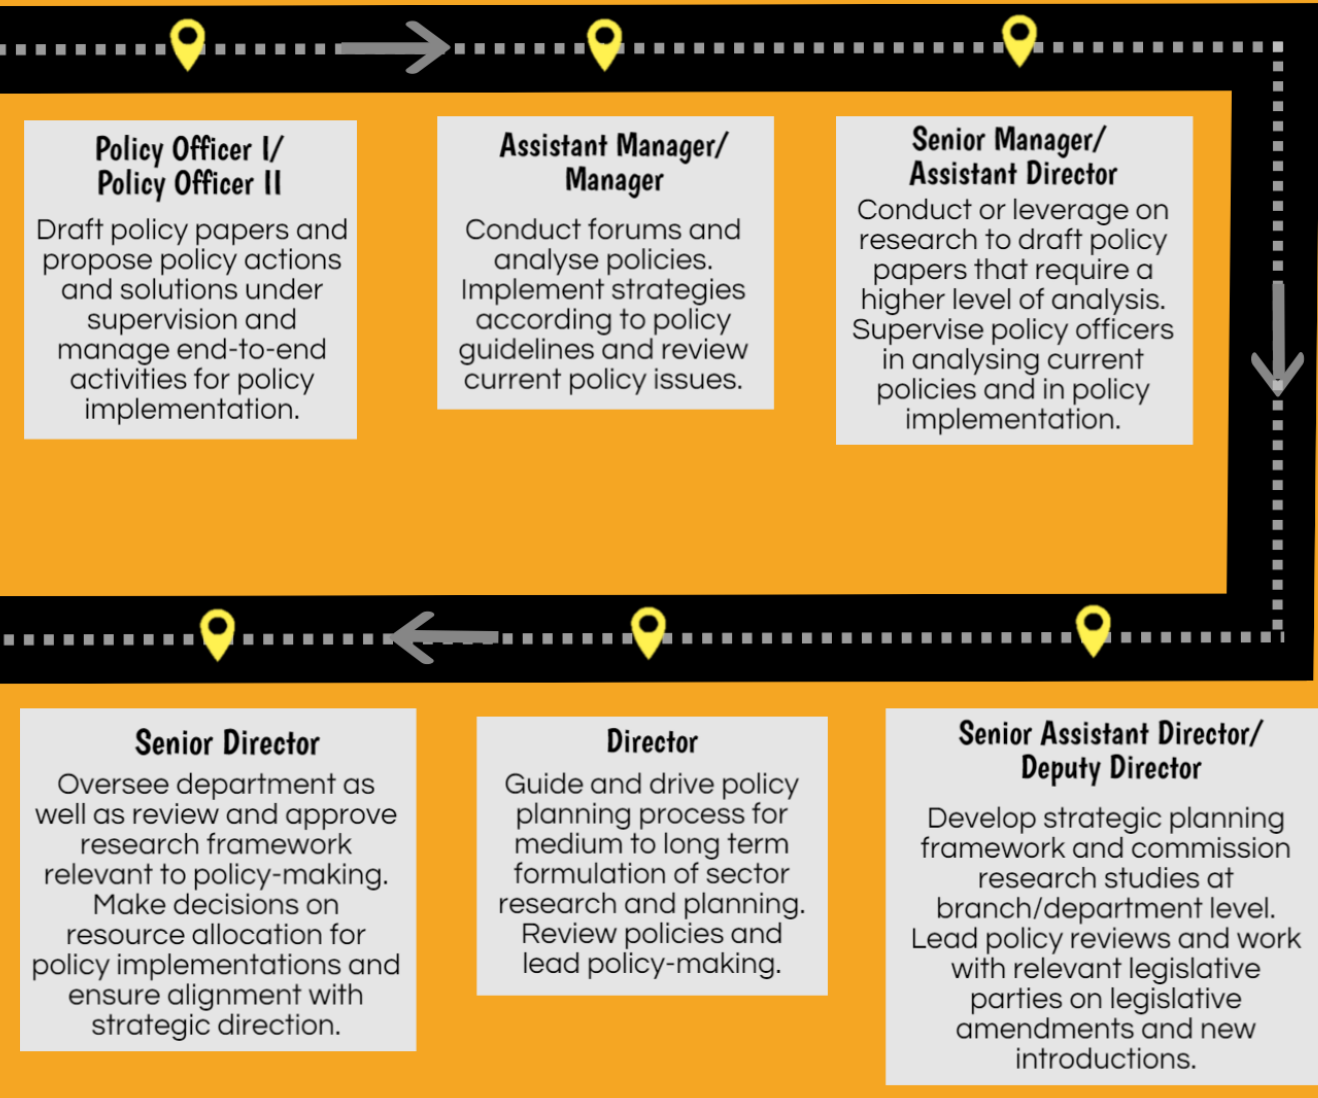 Policy Officer I/
Policy Officer II
Draft policy papers and
propose policy actions
and solutions under
supervision and
manage end-to-end
activities for policy
implementation.
Assistant Manager/
Manager
Conduct forums and
analyse policies.
Implement strategies
according to policy
guidelines and review
current policy issues.
Senior Manager/
Assistant Director
Conduct or leverage on
research to draft policy
papers that require a
higher level of analysis.
Supervise policy officers
in analysing current
policies and in policy
implementation.
Senior Director
Oversee department as
well as review and approve
research framework
relevant to policy-making.
Make decisions on
resource allocation for
policy implementations and
ensure alignment with
strategic direction.
Director
Guide and drive policy
planning process for
medium to long term
formulation of sector
research and planning.
Review policies and
lead policy-making.
Senior Assistant Director/
Deputy Director
Develop strategic planning
framework and commission
research studies at
branch/department level.
Lead policy reviews and work
with relevant legislative
parties on legislative
amendments and new
introductions.